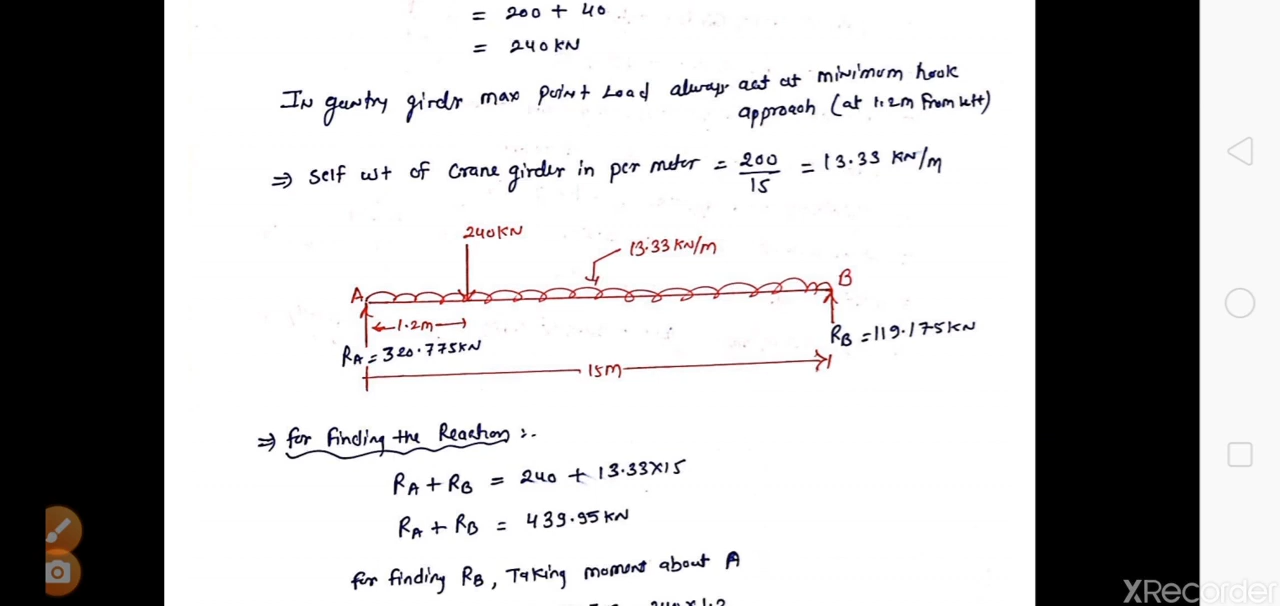 = 200 + 40
= 240 KN
In gantry girder max point Load always act at minimum hook
approach (at 1.2m from left)
⇒ Self wt of Crane girder in per meter = 200/15 = 13.33 KN/m
240KN
13.33 KN/m
A
B
1.2m
RA = 320.775KN
RB = 119.175KN
15m
⇒ for finding the Reaction :-
RA + RB = 240 + 13.33×15
RA + RB = 439.95 KN
for finding RB, Taking moment about A
XRecorder